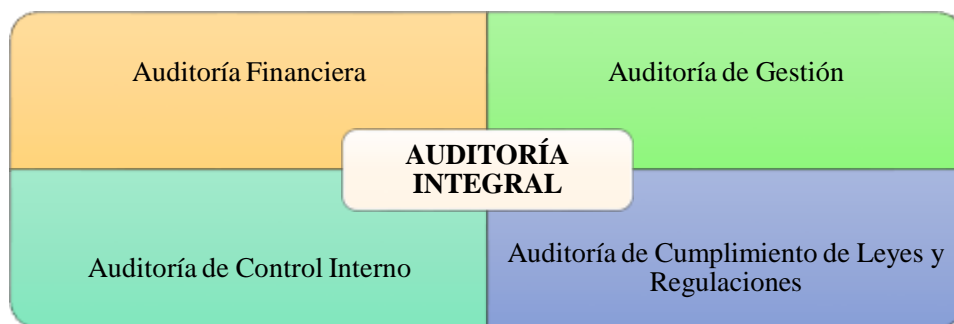 Auditoría Financiera
Auditoría de Gestión
AUDITORÍA
INTEGRAL
Auditoría de Control Interno
Auditoría de Cumplimiento de Leyes y
Regulaciones